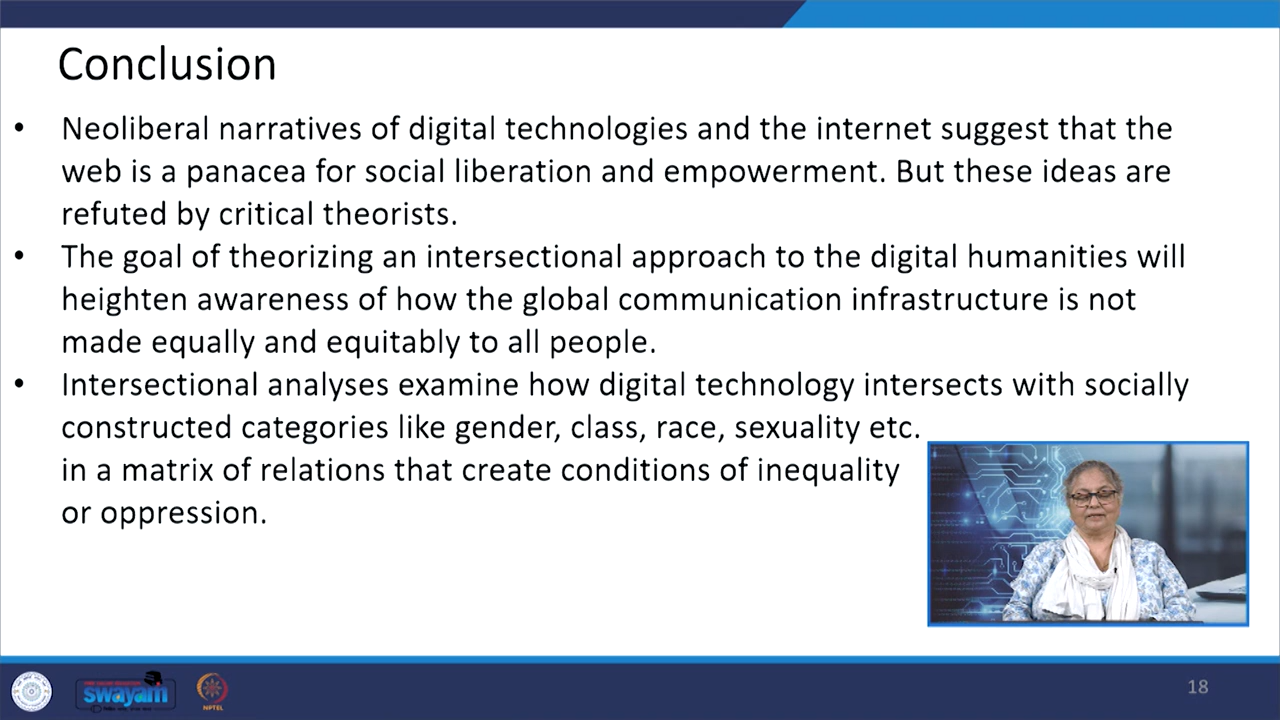 Conclusion
• Neoliberal narratives of digital technologies and the internet suggest that the
web is a panacea for social liberation and empowerment. But these ideas are
refuted by critical theorists.
• The goal of theorizing an intersectional approach to the digital humanities will
heighten awareness of how the global communication infrastructure is not
made equally and equitably to all people.
• Intersectional analyses examine how digital technology intersects with socially
constructed categories like gender, class, race, sexuality etc.
in a matrix of relations that create conditions of inequality
or oppression.
swayam
NPTEL
18